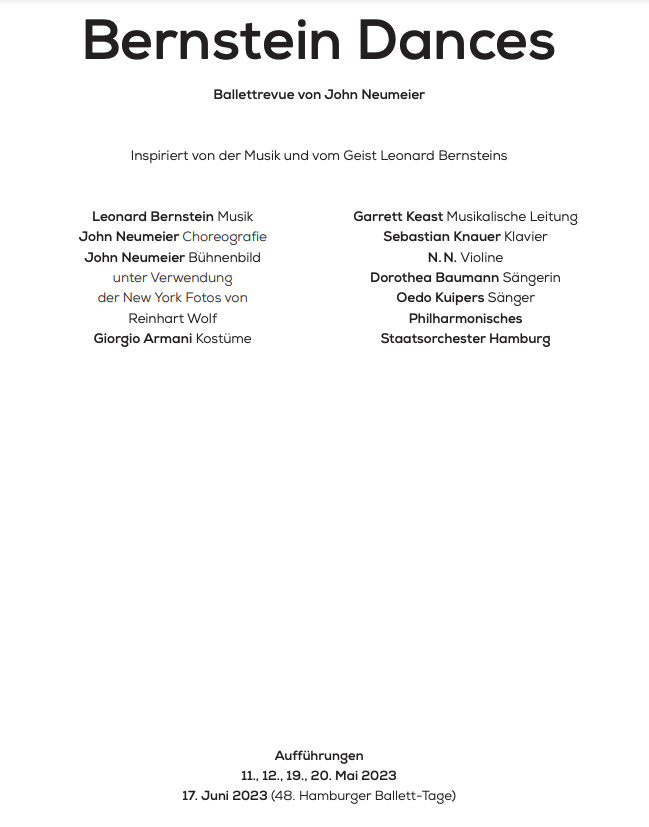 Bernstein Dances
Ballettrevue von John Neumeier
Inspiriert von der Musik und vom Geist Leonard Bernsteins
Leonard Bernstein Musik
John Neumeier Choreografie
John Neumeier Bühnenbild
unter Verwendung
der New York Fotos von
Reinhart Wolf
Giorgio Armani Kostüme
Garrett Keast Musikalische Leitung
Sebastian Knauer Klavier
N. N. Violine
Dorothea Baumann Sängerin
Oedo Kuipers Sänger
Philharmonisches
Staatsorchester Hamburg
Aufführungen
11., 12., 19., 20. Mai 2023
17. Juni 2023 (48. Hamburger Ballett-Tage)